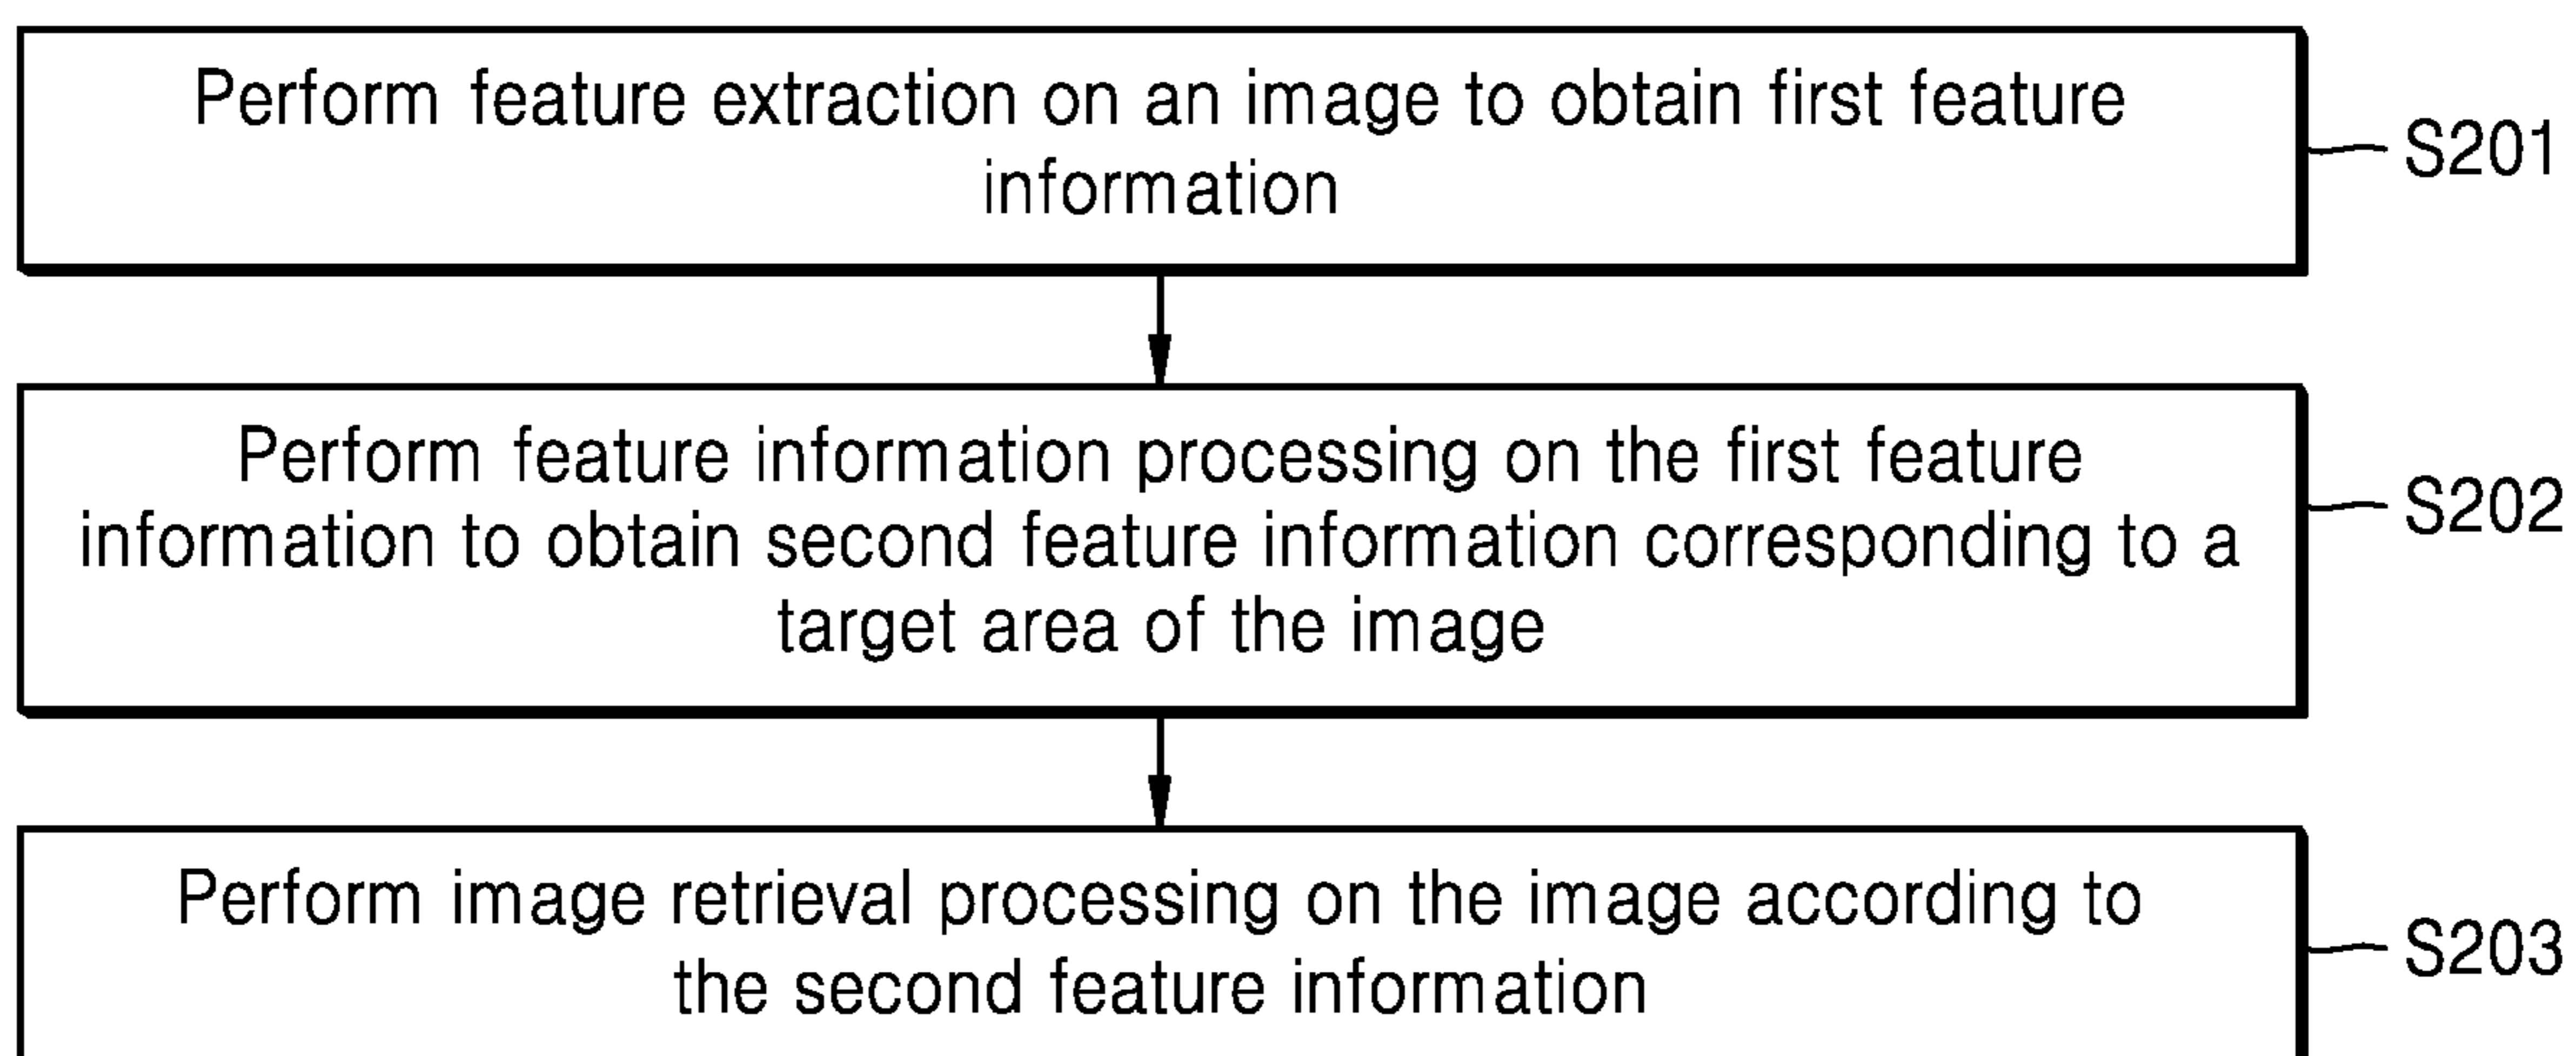 Perform feature extraction on an image to obtain first feature
information
S201
Perform feature information processing on the first feature
information to obtain second feature information corresponding to a
target area of the image
S202
Perform image retrieval processing on the image according to
the second feature information
S203